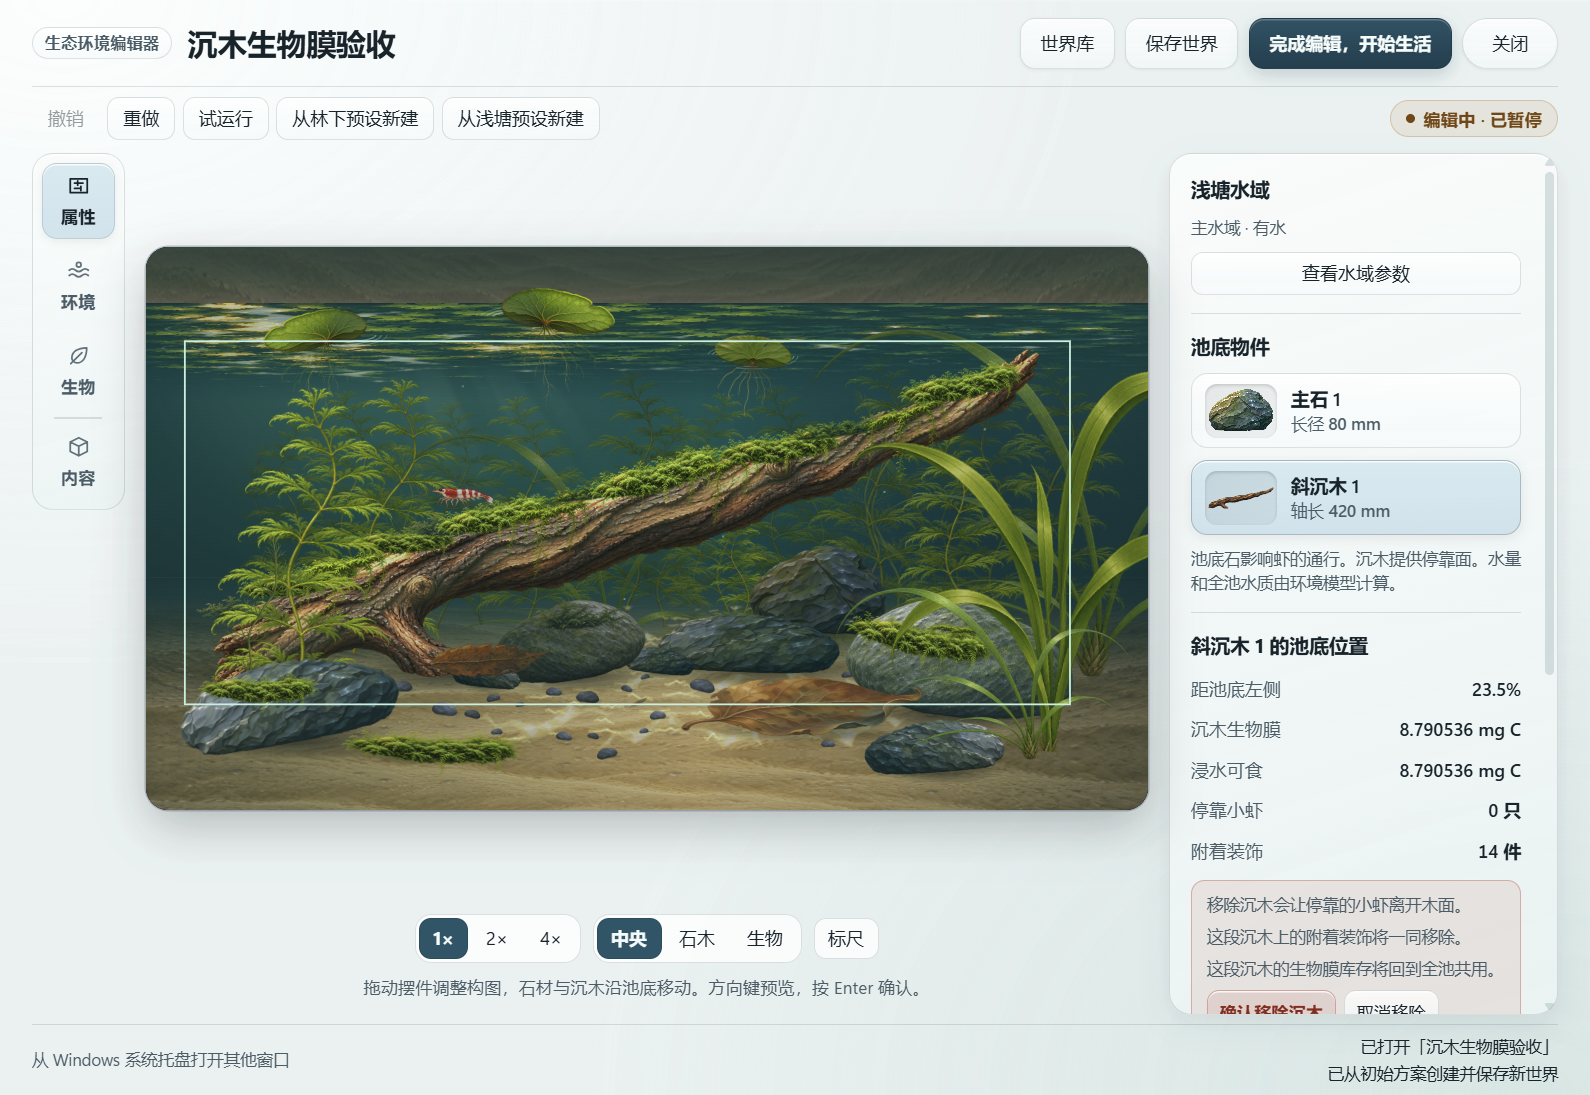 生态环境编辑器
沉木生物膜验收
世界库
保存世界
完成编辑，开始生活
关闭
撤销
重做
试运行
从林下预设新建
从浅塘预设新建
编辑中 · 已暂停
属性
环境
生物
内容
浅塘水域
主水域 · 有水
查看水域参数
池底物件
主石 1
长径 80 mm
斜沉木 1
轴长 420 mm
池底石影响虾的通行。沉木提供停靠面。水量
和全池水质由环境模型计算。
斜沉木 1 的池底位置
距池底左侧 23.5%
沉木生物膜 8.790536 mg C
浸水可食 8.790536 mg C
停靠小虾 0 只
附着装饰 14 件
移除沉木会让停靠的小虾离开木面。
这段沉木上的附着装饰将一同移除。
这段沉木的生物膜库存将回到全池共用。
确认移除沉木
取消移除
1×
2×
4×
中央
石木
生物
标尺
拖动摆件调整构图，石材与沉木沿池底移动。方向键预览，按 Enter 确认。
从 Windows 系统托盘打开其他窗口
已打开「沉木生物膜验收」
已从初始方案创建并保存新世界